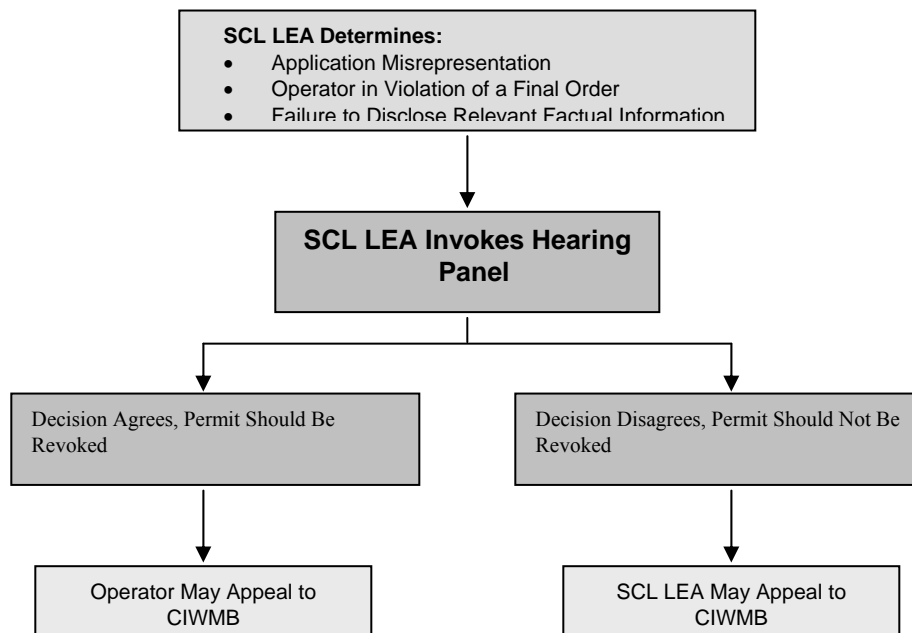 SCL LEA Determines:
• Application Misrepresentation
• Operator in Violation of a Final Order
• Failure to Disclose Relevant Factual Information
SCL LEA Invokes Hearing
Panel
Decision Agrees, Permit Should Be
Revoked
Decision Disagrees, Permit Should Not Be
Revoked
Operator May Appeal to
CIWMB
SCL LEA May Appeal to
CIWMB